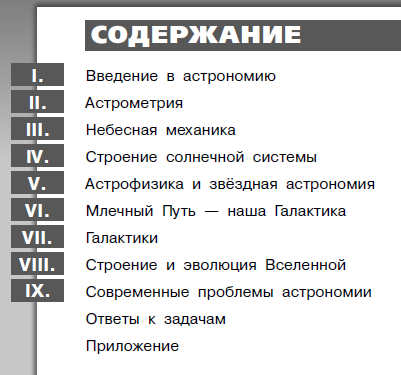 СОДЕРЖАНИЕ
I. Введение в астрономию
II. Астрометрия
III. Небесная механика
IV. Строение солнечной системы
V. Астрофизика и звёздная астрономия
VI. Млечный Путь — наша Галактика
VII. Галактики
VIII. Строение и эволюция Вселенной
IX. Современные проблемы астрономии
Ответы к задачам
Приложение